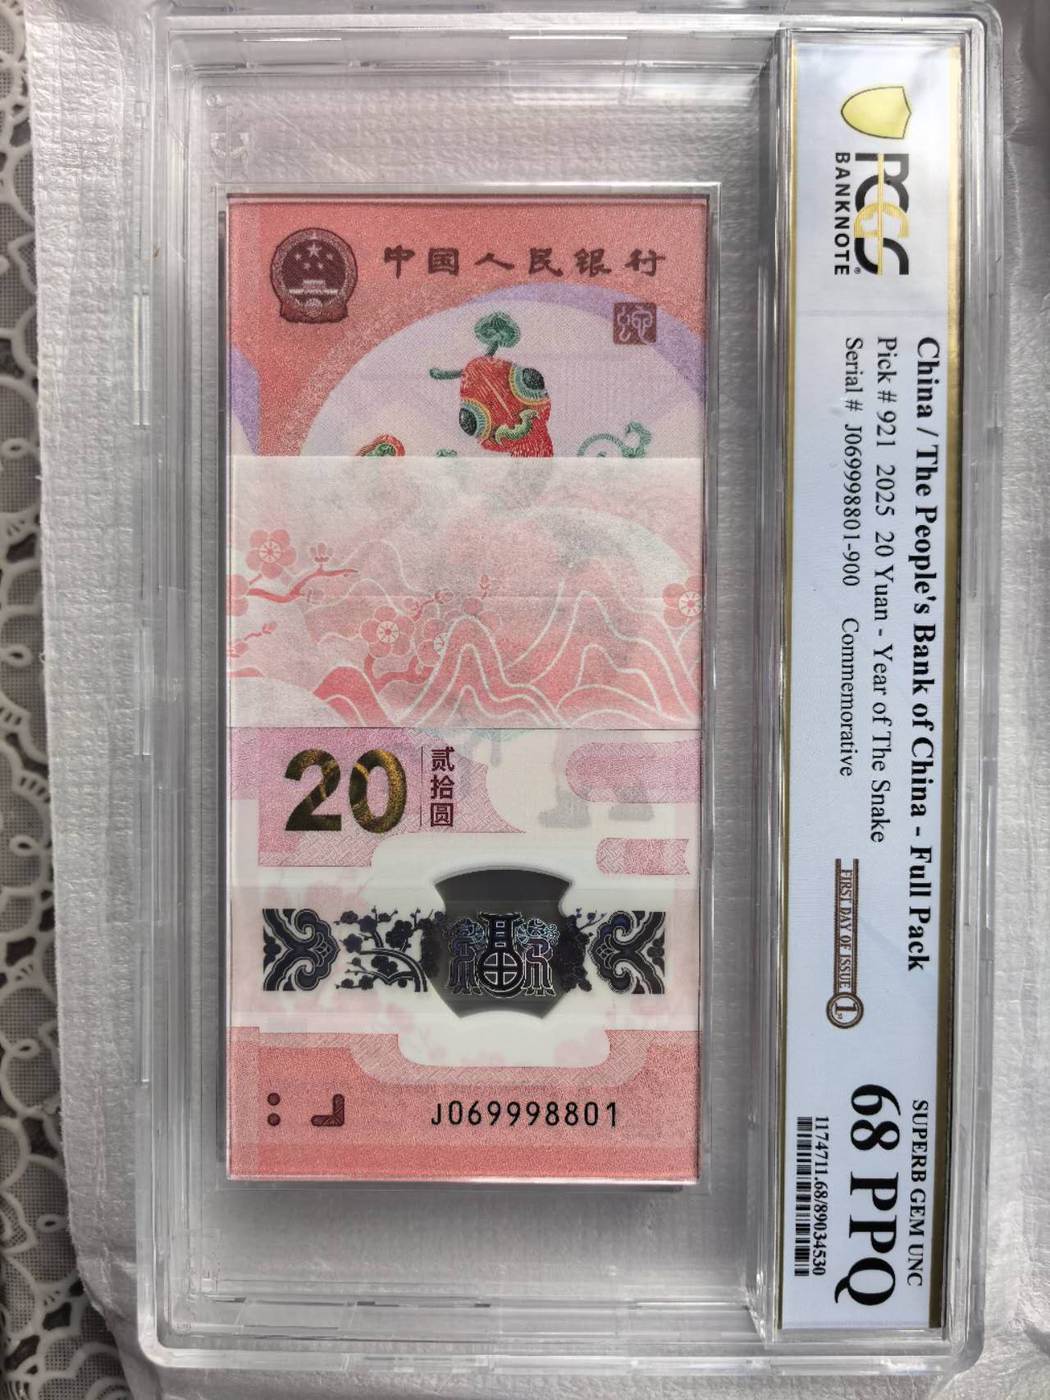 中国人民银行
20
贰拾圆
J069998801
PCGS
BANKNOTE
China / The People's Bank of China - Full Pack
Pick # 921 2025 20 Yuan - Year of The Snake
Serial # J069998801-900 Commemorative
FIRST DAY OF ISSUE
SUPERB GEM UNC
68 PPQ
1174711.68/89034530